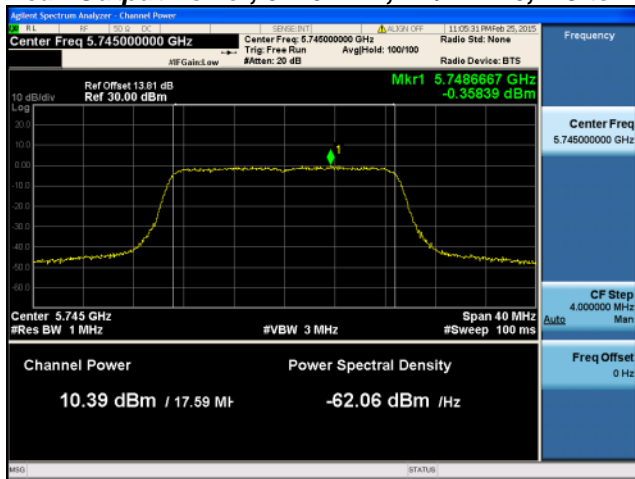 Agilent Spectrum Analyzer - Channel Power
RL RF 50 Ω DC SENSE:INT ALIGN OFF 11:05:31 PM Feb 25, 2015
Center Freq 5.745000000 GHz
Center Freq: 5.745000000 GHz Radio Std: None
Trig: Free Run Avg|Hold: 100/100
#IFGain:Low #Atten: 20 dB Radio Device: BTS
Frequency
Mkr1 5.7486667 GHz
-0.35839 dBm
Ref Offset 13.81 dB
10 dB/div Ref 30.00 dBm
Log
20.0
10.0
0.00
-10.0
-20.0
-30.0
-40.0
-50.0
-60.0
1
Center Freq
5.745000000 GHz
Center 5.745 GHz Span 40 MHz
#Res BW 1 MHz #VBW 3 MHz #Sweep 100 ms
CF Step
4.000000 MHz
Auto Man
Freq Offset
0 Hz
Channel Power Power Spectral Density
10.39 dBm / 17.59 MH -62.06 dBm /Hz
MSG STATUS